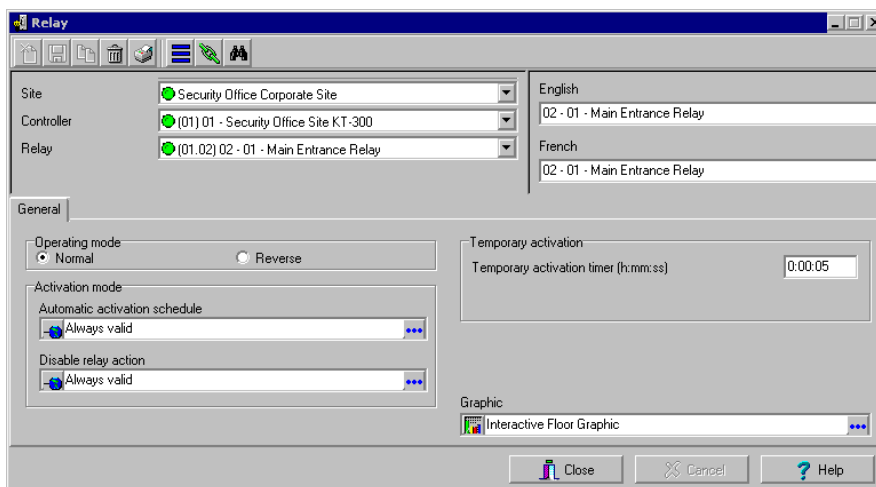 Relay
Site
Security Office Corporate Site
Controller
(01) 01 - Security Office Site KT-300
Relay
(01.02) 02 - 01 - Main Entrance Relay
English
02 - 01 - Main Entrance Relay
French
02 - 01 - Main Entrance Relay
General
Operating mode
Normal
Reverse
Activation mode
Automatic activation schedule
Always valid
Disable relay action
Always valid
Temporary activation
Temporary activation timer (h:mm:ss)
0:00:05
Graphic
Interactive Floor Graphic
Close
Cancel
Help